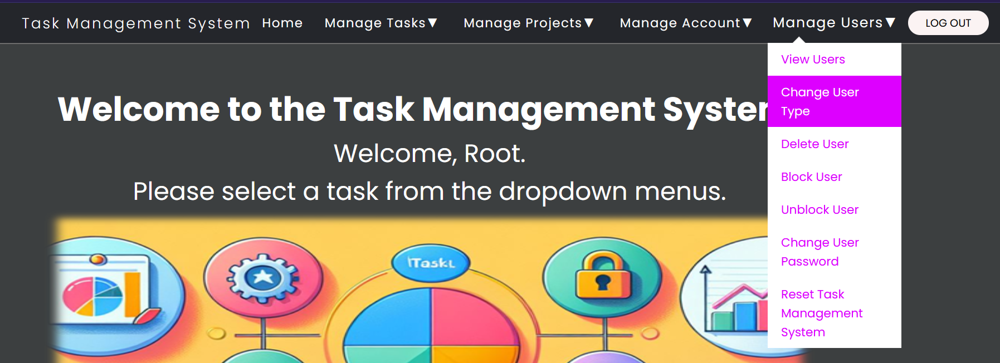 Task Management System Home Manage Tasks▼ Manage Projects▼ Manage Account▼ Manage Users▼ LOG OUT
View Users
Change User
Type
Delete User
Block User
Unblock User
Change User
Password
Reset Task
Management
System
Welcome to the Task Management System
Welcome, Root.
Please select a task from the dropdown menus.